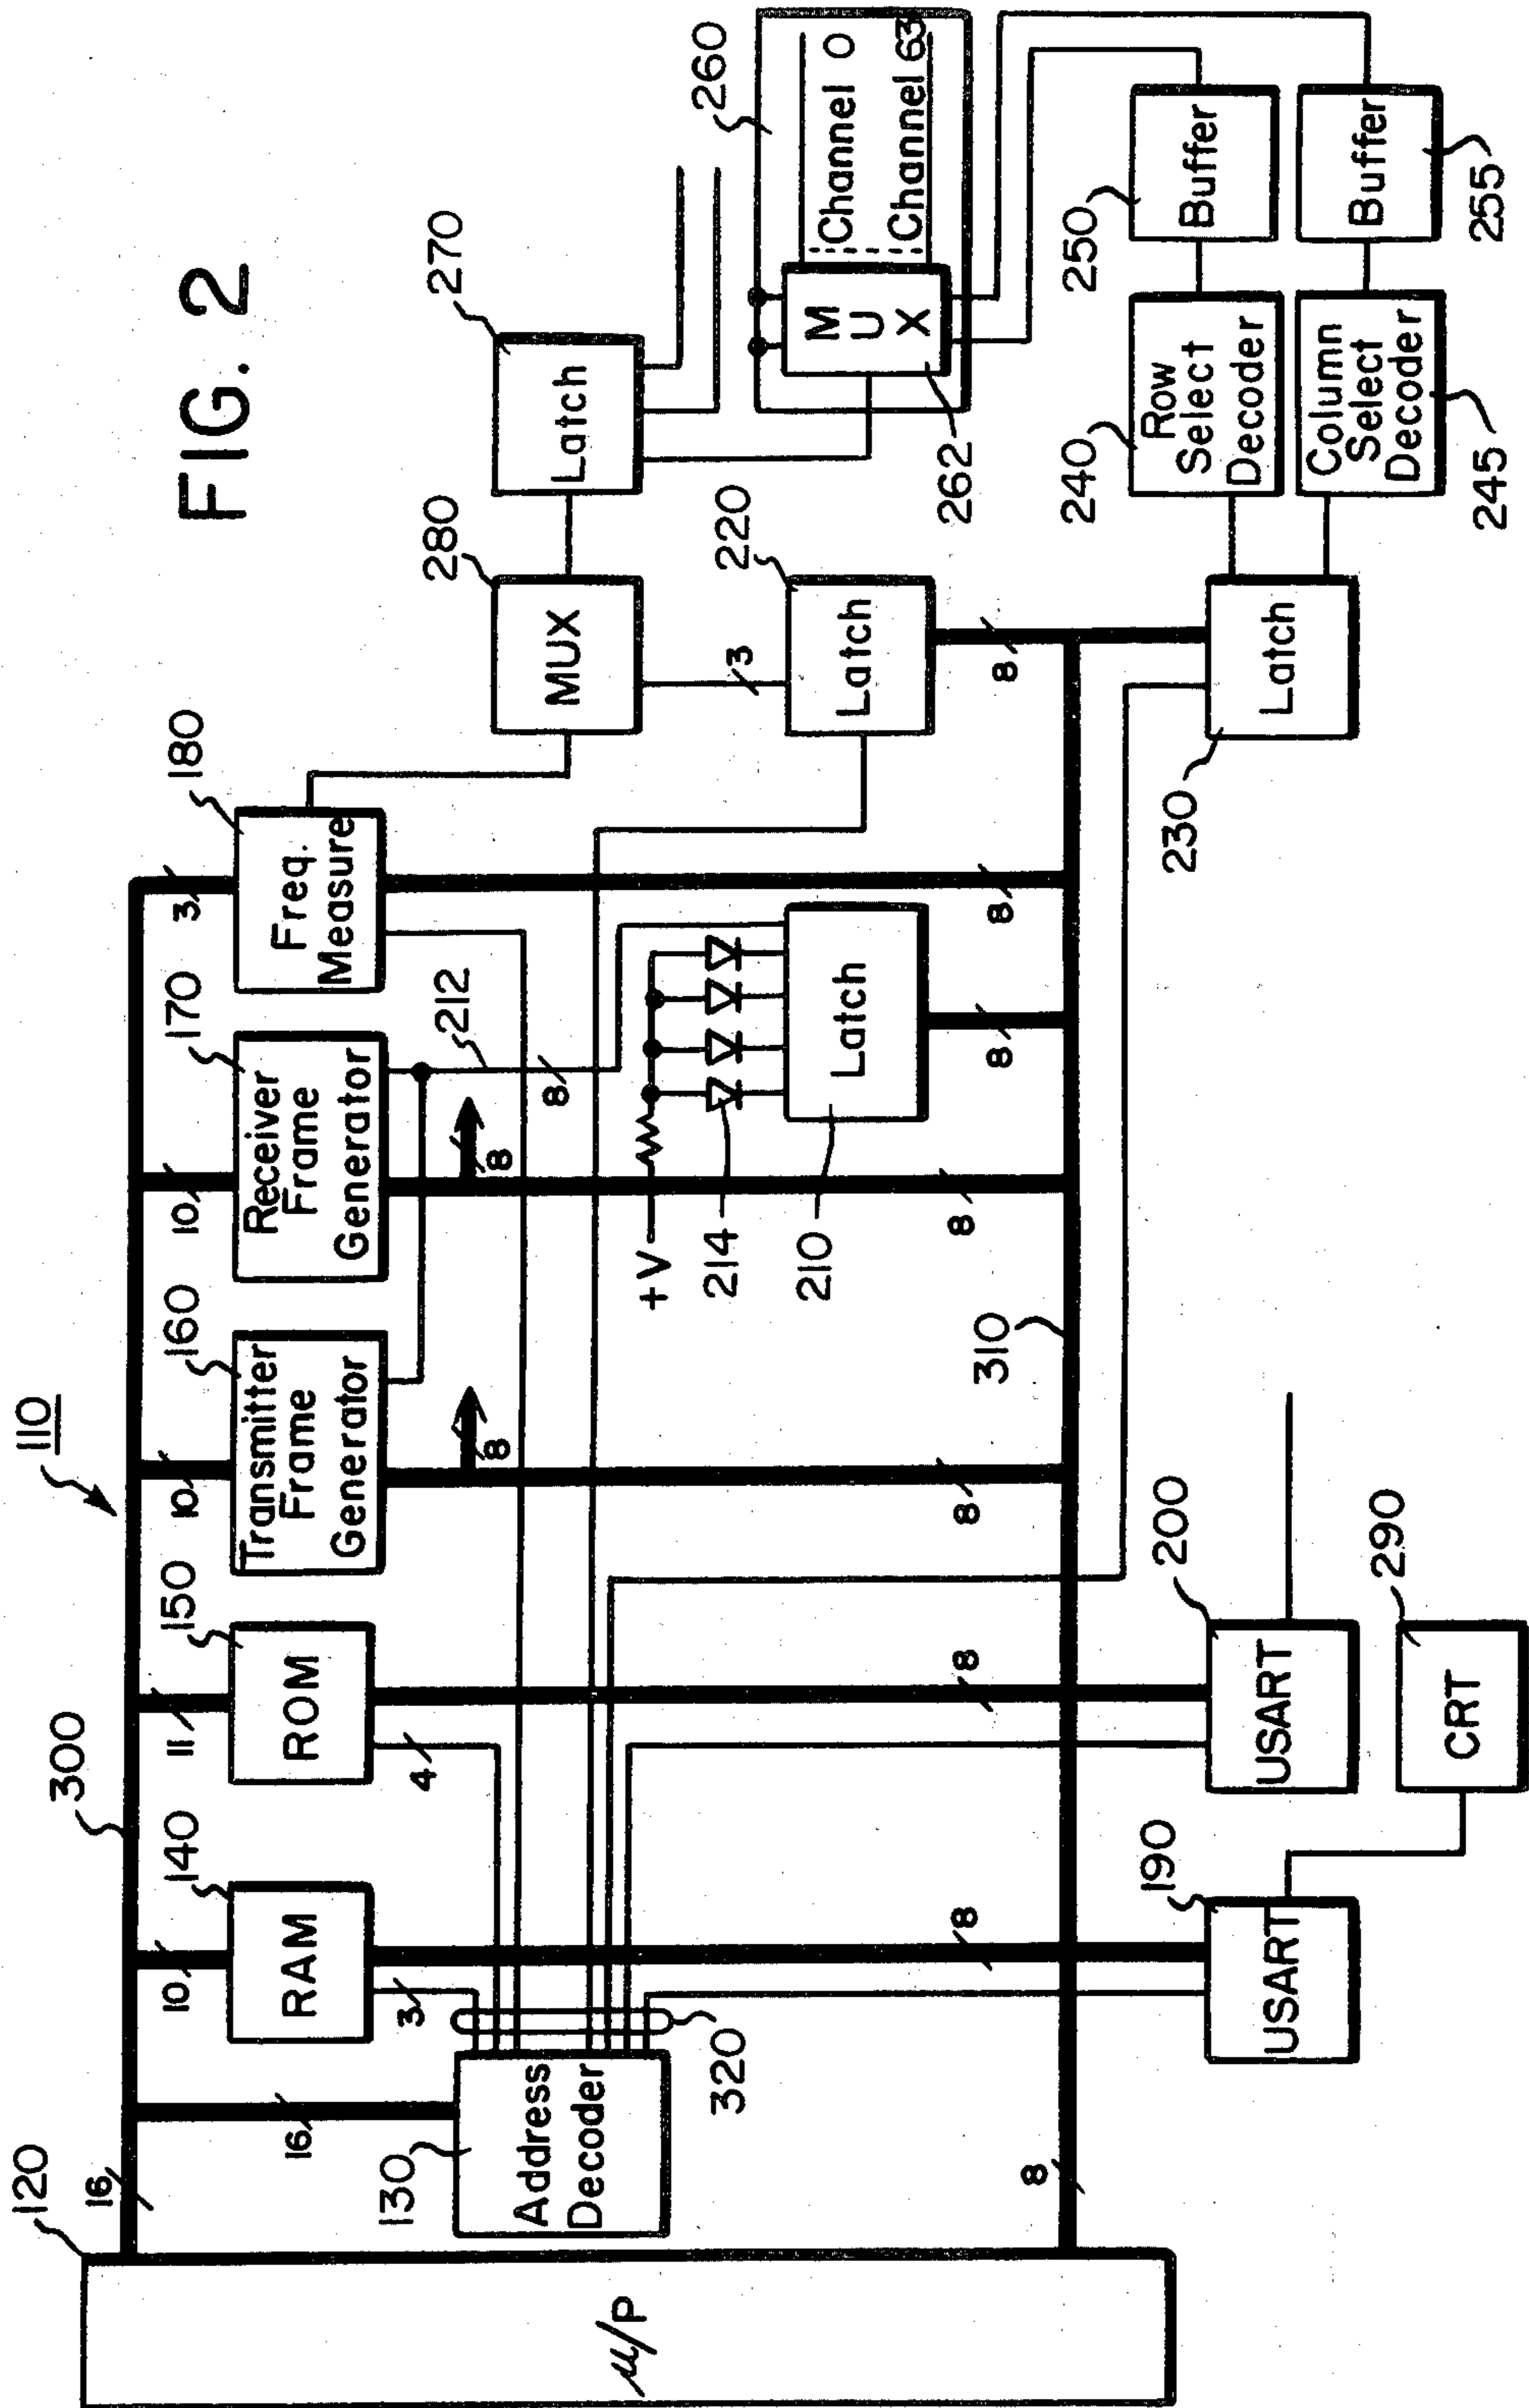 FIG. 2
110
120
μ/P
16
300
16
130
Address
Decoder
320
10
140
RAM
3
8
11
150
ROM
4
8
10
160
Transmitter
Frame
Generator
8
8
10
170
Receiver
Frame
Generator
8
212
8
8
3
180
Freq.
Measure
8
+V
214
210
Latch
8
8
310
190
USART
200
USART
290
CRT
280
MUX
3
220
Latch
8
230
Latch
270
Latch
260
MUX
Channel 0
Channel 63
262
240
Row
Select
Decoder
250
Buffer
245
Column
Select
Decoder
255
Buffer